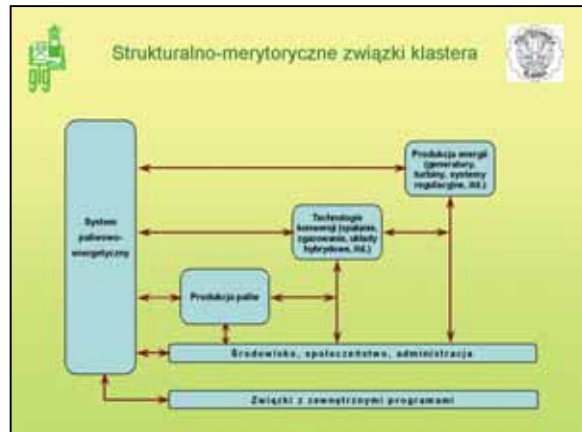 gig
Strukturalno-merytoryczne związki klastera
Produkcja energii
(generatory,
turbiny, systemy
regulacyjne, itd.)
System
paliwowo-
energetyczny
Technologie
konwersji (spalanie,
zgazowanie, układy
hybrydowe, itd.)
Produkcja paliw
Środowisko, społeczeństwo, administracja
Związki z zewnętrznymi programami